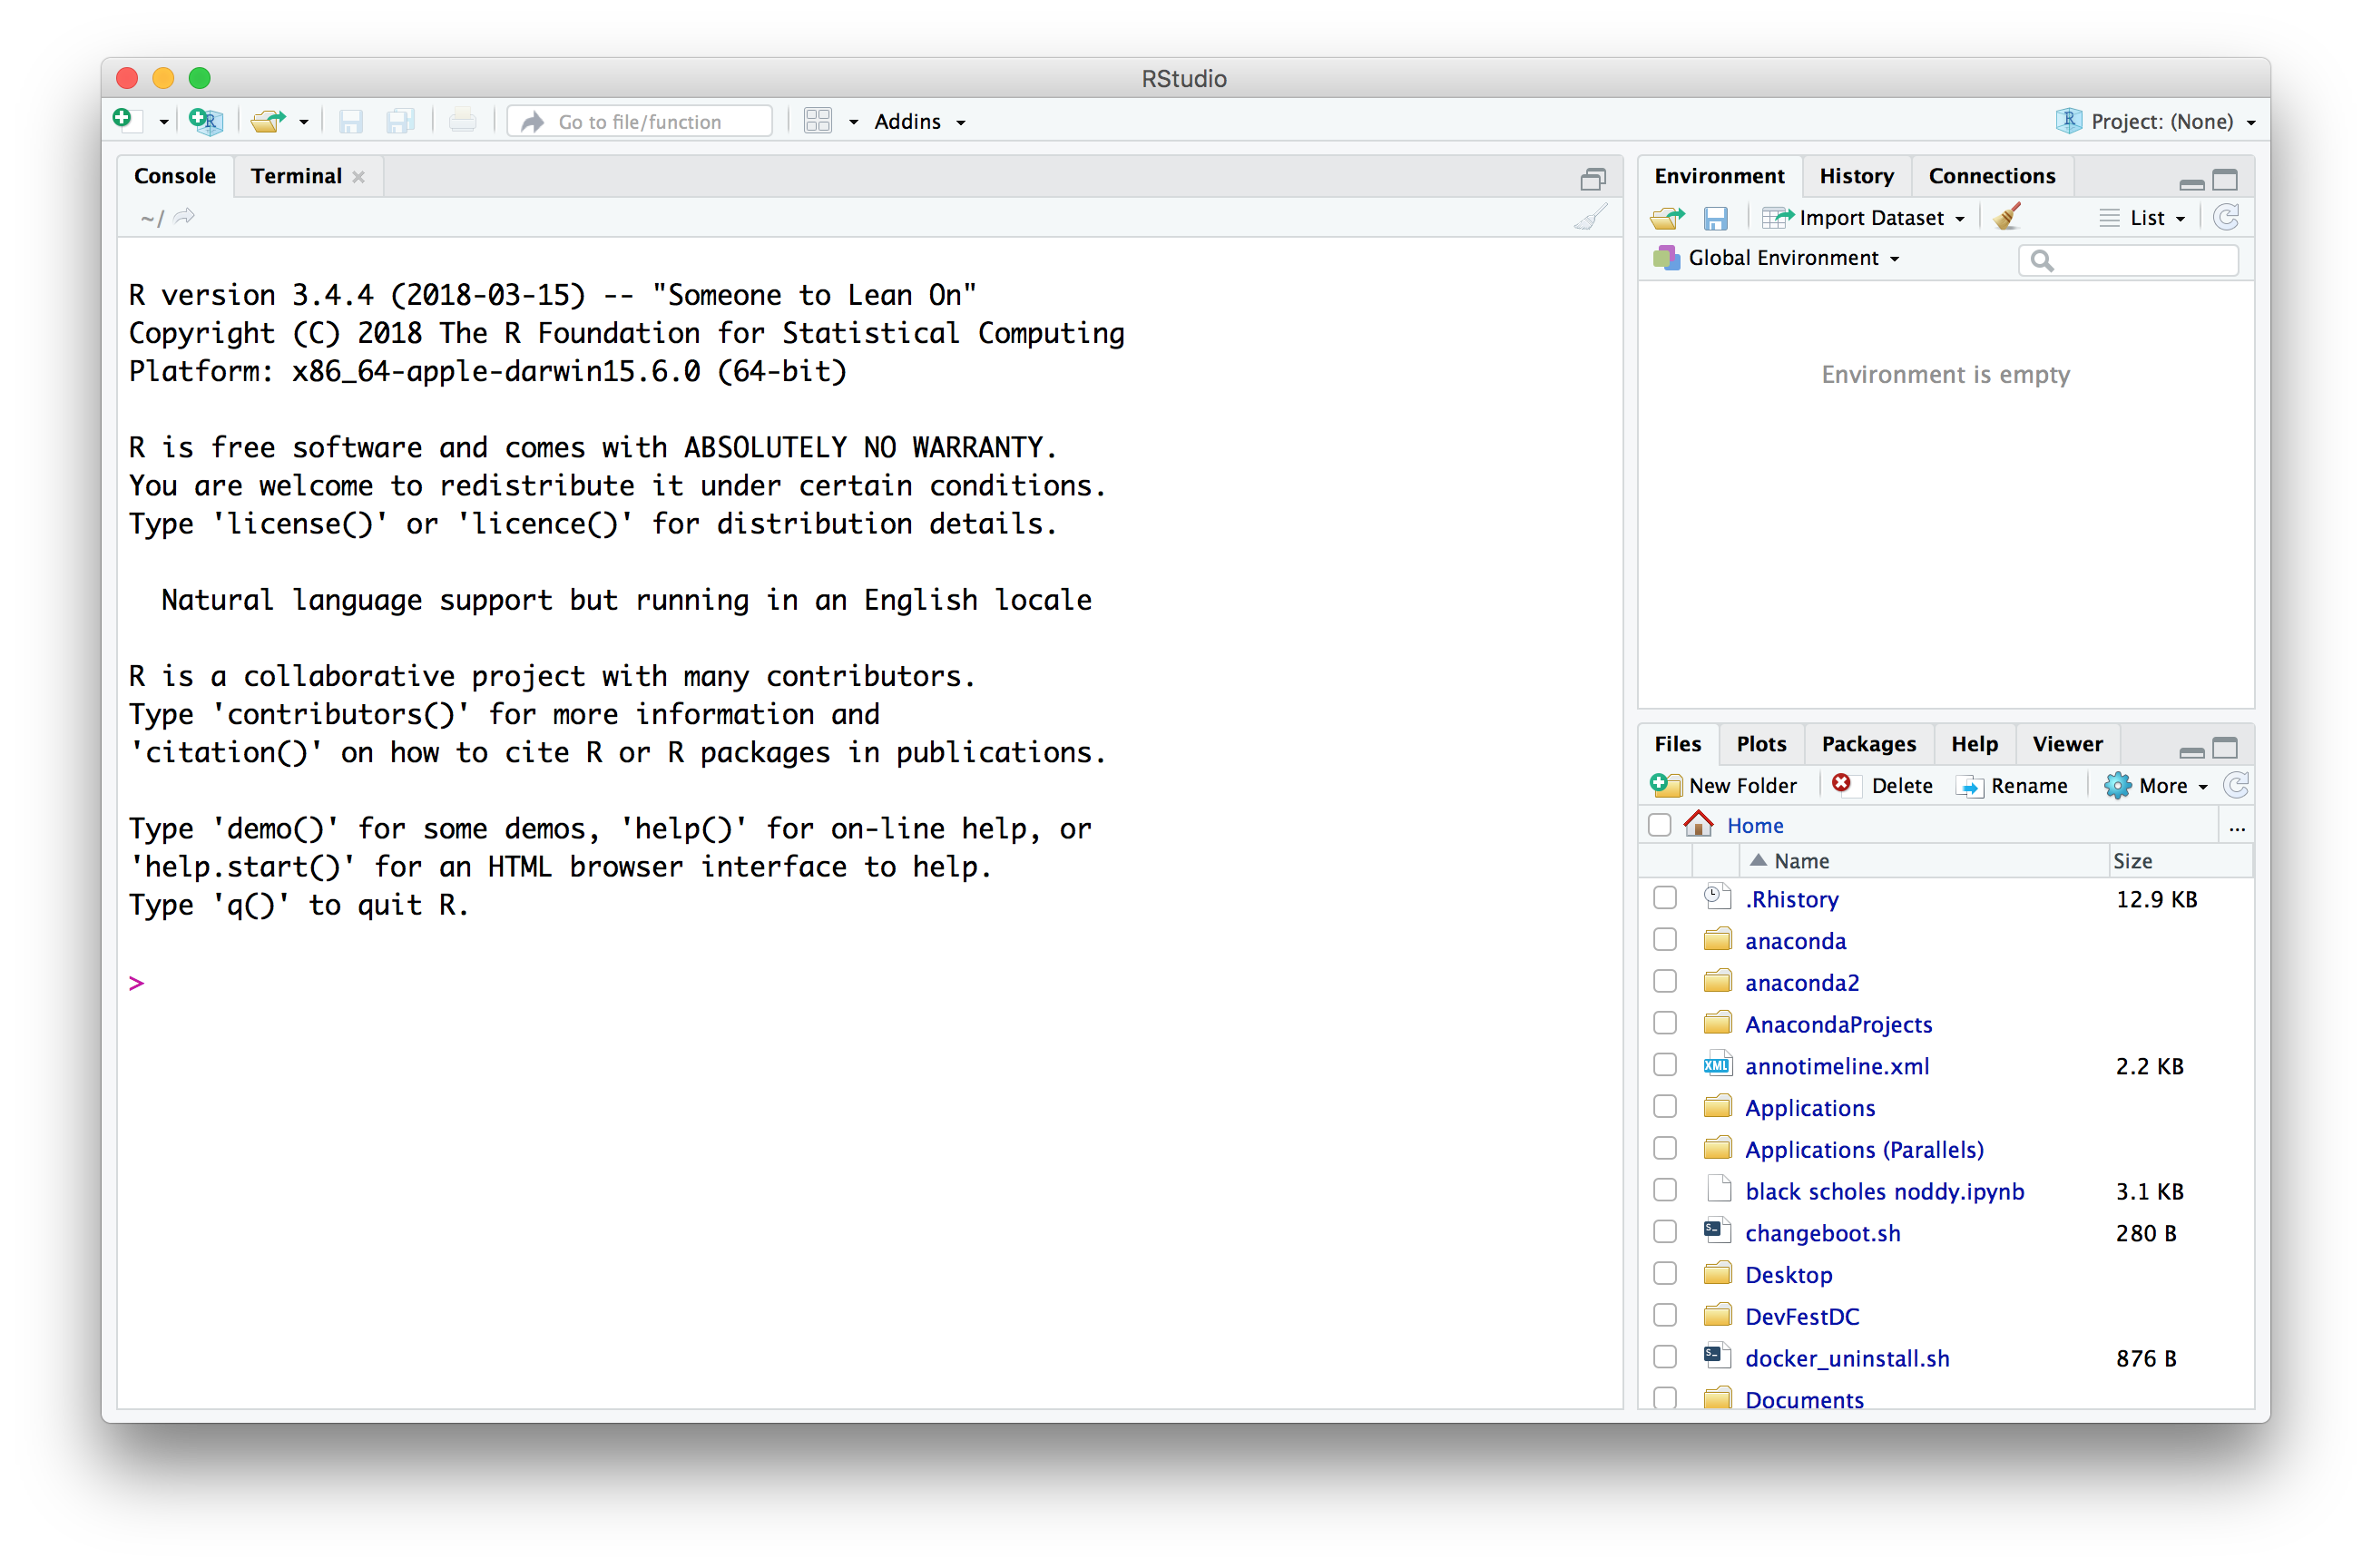 RStudio
Go to file/function
Addins
Project: (None)
Console Terminal
~/
R version 3.4.4 (2018-03-15) -- "Someone to Lean On"
Copyright (C) 2018 The R Foundation for Statistical Computing
Platform: x86_64-apple-darwin15.6.0 (64-bit)
R is free software and comes with ABSOLUTELY NO WARRANTY.
You are welcome to redistribute it under certain conditions.
Type 'license()' or 'licence()' for distribution details.
Natural language support but running in an English locale
R is a collaborative project with many contributors.
Type 'contributors()' for more information and
'citation()' on how to cite R or R packages in publications.
Type 'demo()' for some demos, 'help()' for on-line help, or
'help.start()' for an HTML browser interface to help.
Type 'q()' to quit R.
>
Environment History Connections
Import Dataset List
Global Environment
Environment is empty
Files Plots Packages Help Viewer
New Folder Delete Rename More
Home ...
Name Size
.Rhistory 12.9 KB
anaconda
anaconda2
AnacondaProjects
XML annotimeline.xml 2.2 KB
Applications
Applications (Parallels)
black scholes noddy.ipynb 3.1 KB
changeboot.sh 280 B
Desktop
DevFestDC
docker_uninstall.sh 876 B
Documents